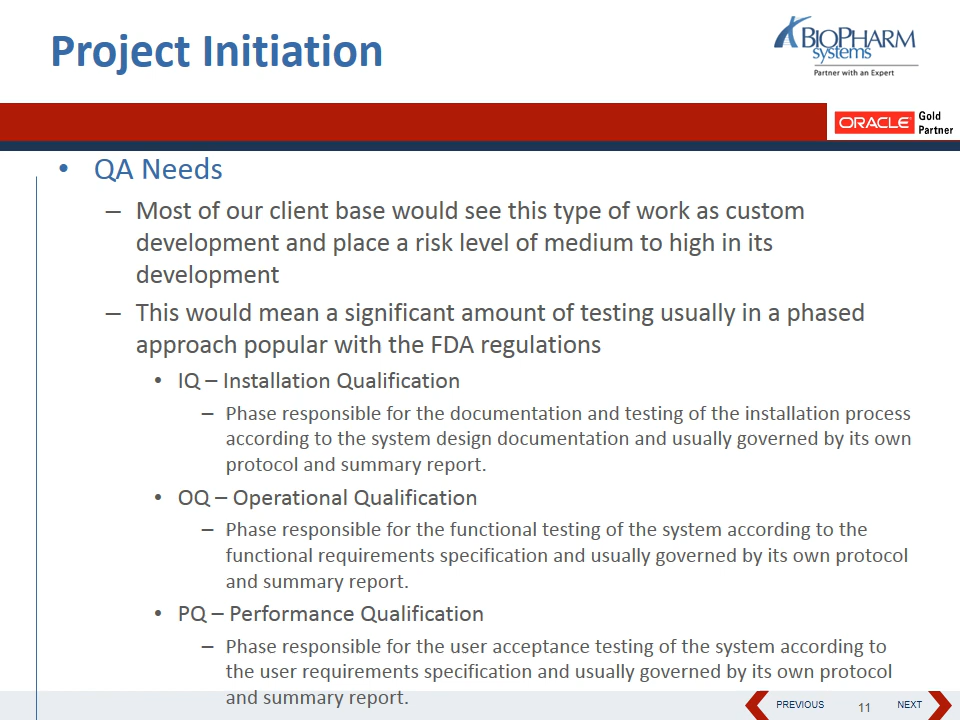 Project Initiation
BIOPHARM
systems
Partner with an Expert
ORACLE
Gold
Partner
• QA Needs
– Most of our client base would see this type of work as custom
development and place a risk level of medium to high in its
development
– This would mean a significant amount of testing usually in a phased
approach popular with the FDA regulations
• IQ – Installation Qualification
– Phase responsible for the documentation and testing of the installation process
according to the system design documentation and usually governed by its own
protocol and summary report.
• OQ – Operational Qualification
– Phase responsible for the functional testing of the system according to the
functional requirements specification and usually governed by its own protocol
and summary report.
• PQ – Performance Qualification
– Phase responsible for the user acceptance testing of the system according to
the user requirements specification and usually governed by its own protocol
and summary report.
PREVIOUS 11 NEXT